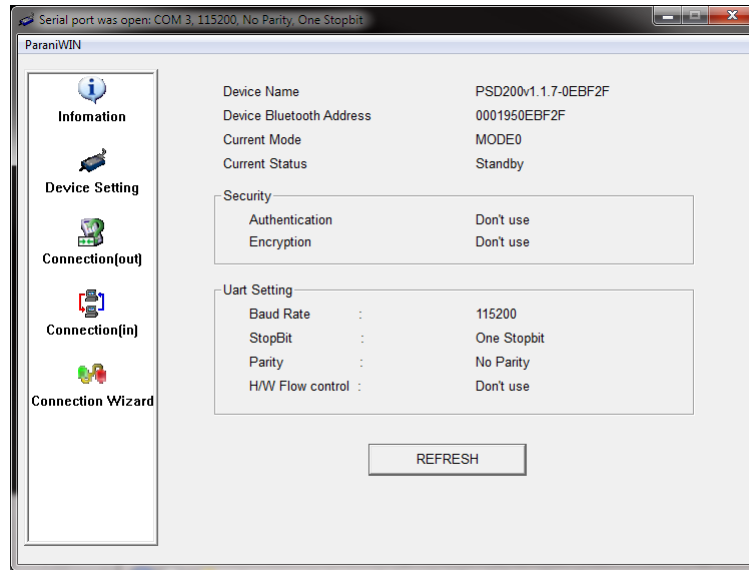 Serial port was open: COM 3, 115200, No Parity, One Stopbit
ParaniWIN
Infomation
Device Setting
Connection(out)
Connection(in)
Connection Wizard
Device Name PSD200v1.1.7-0EBF2F
Device Bluetooth Address 0001950EBF2F
Current Mode MODE0
Current Status Standby
Security
Authentication Don't use
Encryption Don't use
Uart Setting
Baud Rate : 115200
StopBit : One Stopbit
Parity : No Parity
H/W Flow control : Don't use
REFRESH